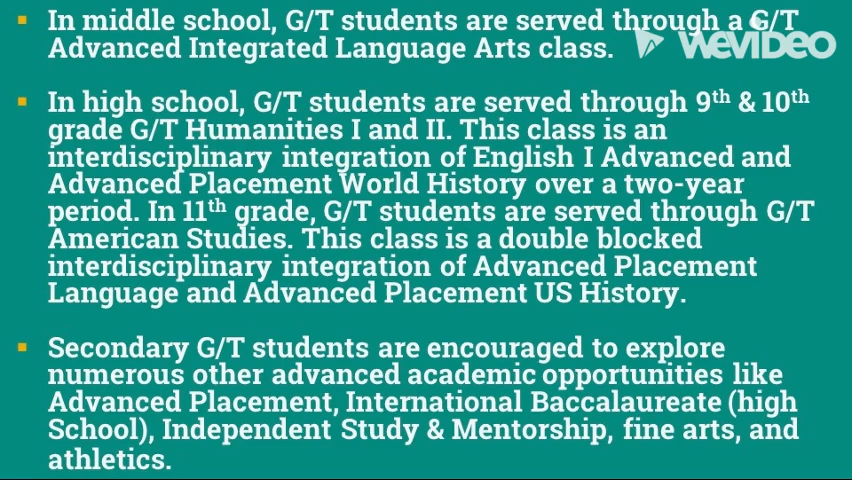 In middle school, G/T students are served through a G/T
Advanced Integrated Language Arts class.
WEVIDEO
In high school, G/T students are served through 9th & 10th
grade G/T Humanities I and II. This class is an
interdisciplinary integration of English I Advanced and
Advanced Placement World History over a two-year
period. In 11th grade, G/T students are served through G/T
American Studies. This class is a double blocked
interdisciplinary integration of Advanced Placement
Language and Advanced Placement US History.
Secondary G/T students are encouraged to explore
numerous other advanced academic opportunities like
Advanced Placement, International Baccalaureate (high
School), Independent Study & Mentorship, fine arts, and
athletics.